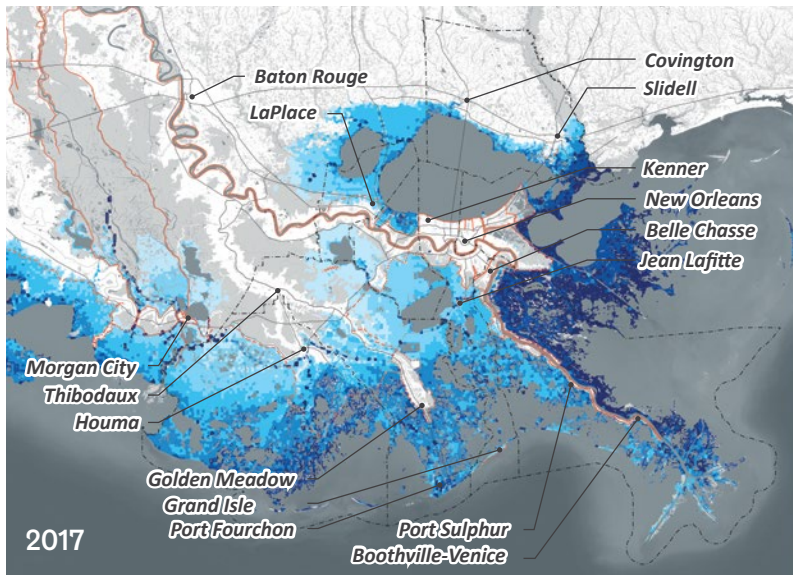 Baton Rouge
LaPlace
Covington
Slidell
Kenner
New Orleans
Belle Chasse
Jean Lafitte
Morgan City
Thibodaux
Houma
Golden Meadow
Grand Isle
Port Fourchon
Port Sulphur
Boothville-Venice
2017